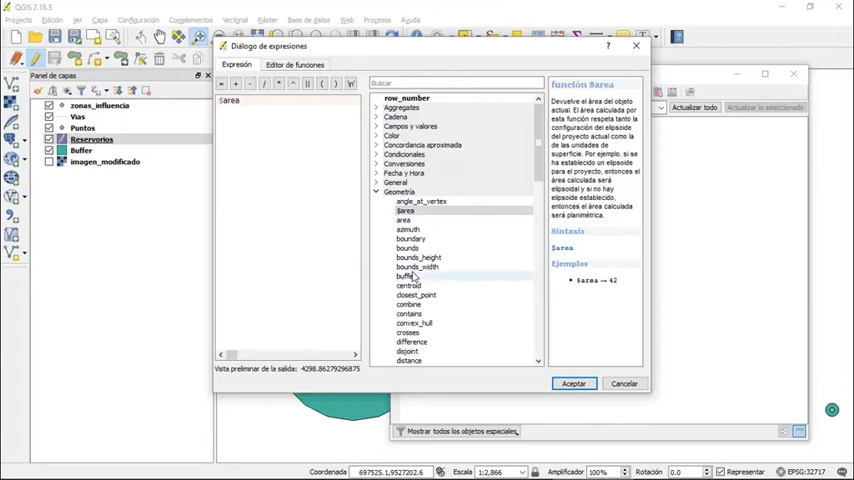 QGIS 2.18.3
Proyecto Editar Ver Capa Configuración Complementos Vectorial Ráster Base de datos Web Procesos Ayuda
Panel de capas
zonas_influencia
Vias
Puntos
Reservorios
Buffer
imagen_modificado
Diálogo de expresiones
?
Expresión Editor de funciones
= + - / * ^ || ( ) '\n'
$area
Vista preliminar de la salida: 4298.86279296875
Buscar
row_number
Aggregates
Cadena
Campos y valores
Color
Concordancia aproximada
Condicionales
Conversiones
Fecha y Hora
General
Geometría
angle_at_vertex
$area
area
azimuth
boundary
bounds
bounds_height
bounds_width
buffer
centroid
closest_point
combine
contains
convex_hull
crosses
difference
disjoint
distance
función $area
Devuelve el área del objeto
actual. El área calculada
por esta función respeta tanto
la configuración del elipsoide
del proyecto actual como la
de las unidades de
superficie. Por ejemplo, si se
ha establecido un elipsoide
para el proyecto, entonces el
área calculada será
elipsoidal y si no hay
elipsoide establecido,
entonces el área calculada
será planimétrica.
Sintaxis
$area
Ejemplos
• $area → 42
Aceptar Cancelar
Actualizar todo Actualizar lo seleccionado
Mostrar todos los objetos espaciales
Coordenada 697525.1,9527202.6 Escala 1:2,866 Amplificador 100% Rotación 0.0 Representar EPSG:32717